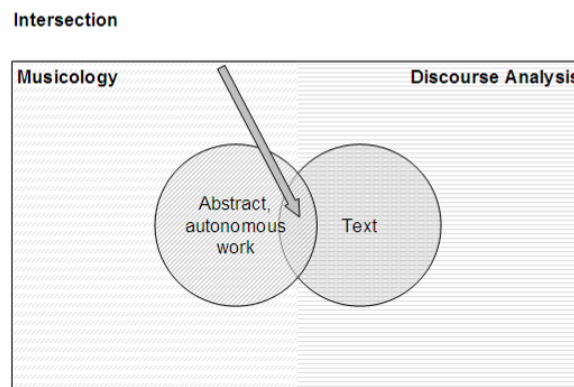 Intersection
Musicology
Discourse Analysis
Abstract,
autonomous
work
Text